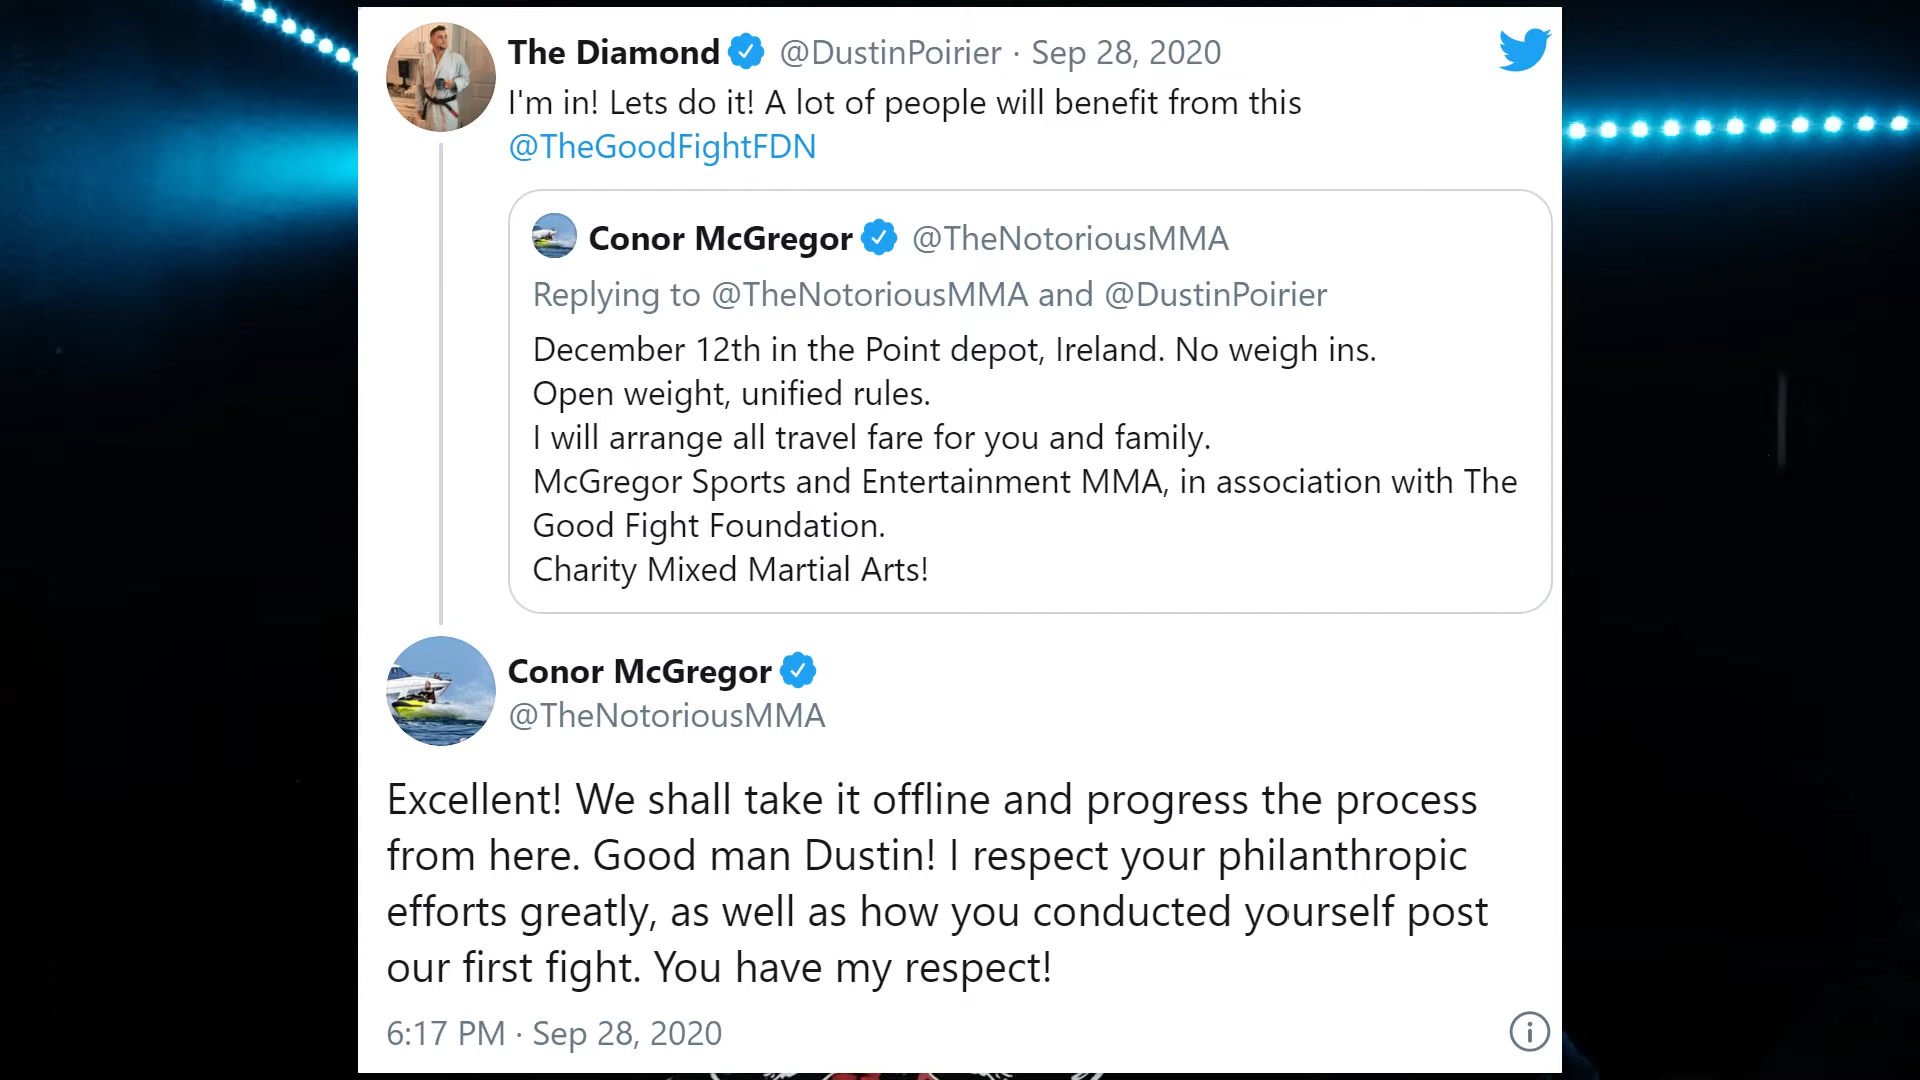 The Diamond @DustinPoirier · Sep 28, 2020
I'm in! Lets do it! A lot of people will benefit from this
@TheGoodFightFDN
Conor McGregor @TheNotoriousMMA
Replying to @TheNotoriousMMA and @DustinPoirier
December 12th in the Point depot, Ireland. No weigh ins.
Open weight, unified rules.
I will arrange all travel fare for you and family.
McGregor Sports and Entertainment MMA, in association with The
Good Fight Foundation.
Charity Mixed Martial Arts!
Conor McGregor
@TheNotoriousMMA
Excellent! We shall take it offline and progress the process
from here. Good man Dustin! I respect your philanthropic
efforts greatly, as well as how you conducted yourself post
our first fight. You have my respect!
6:17 PM · Sep 28, 2020